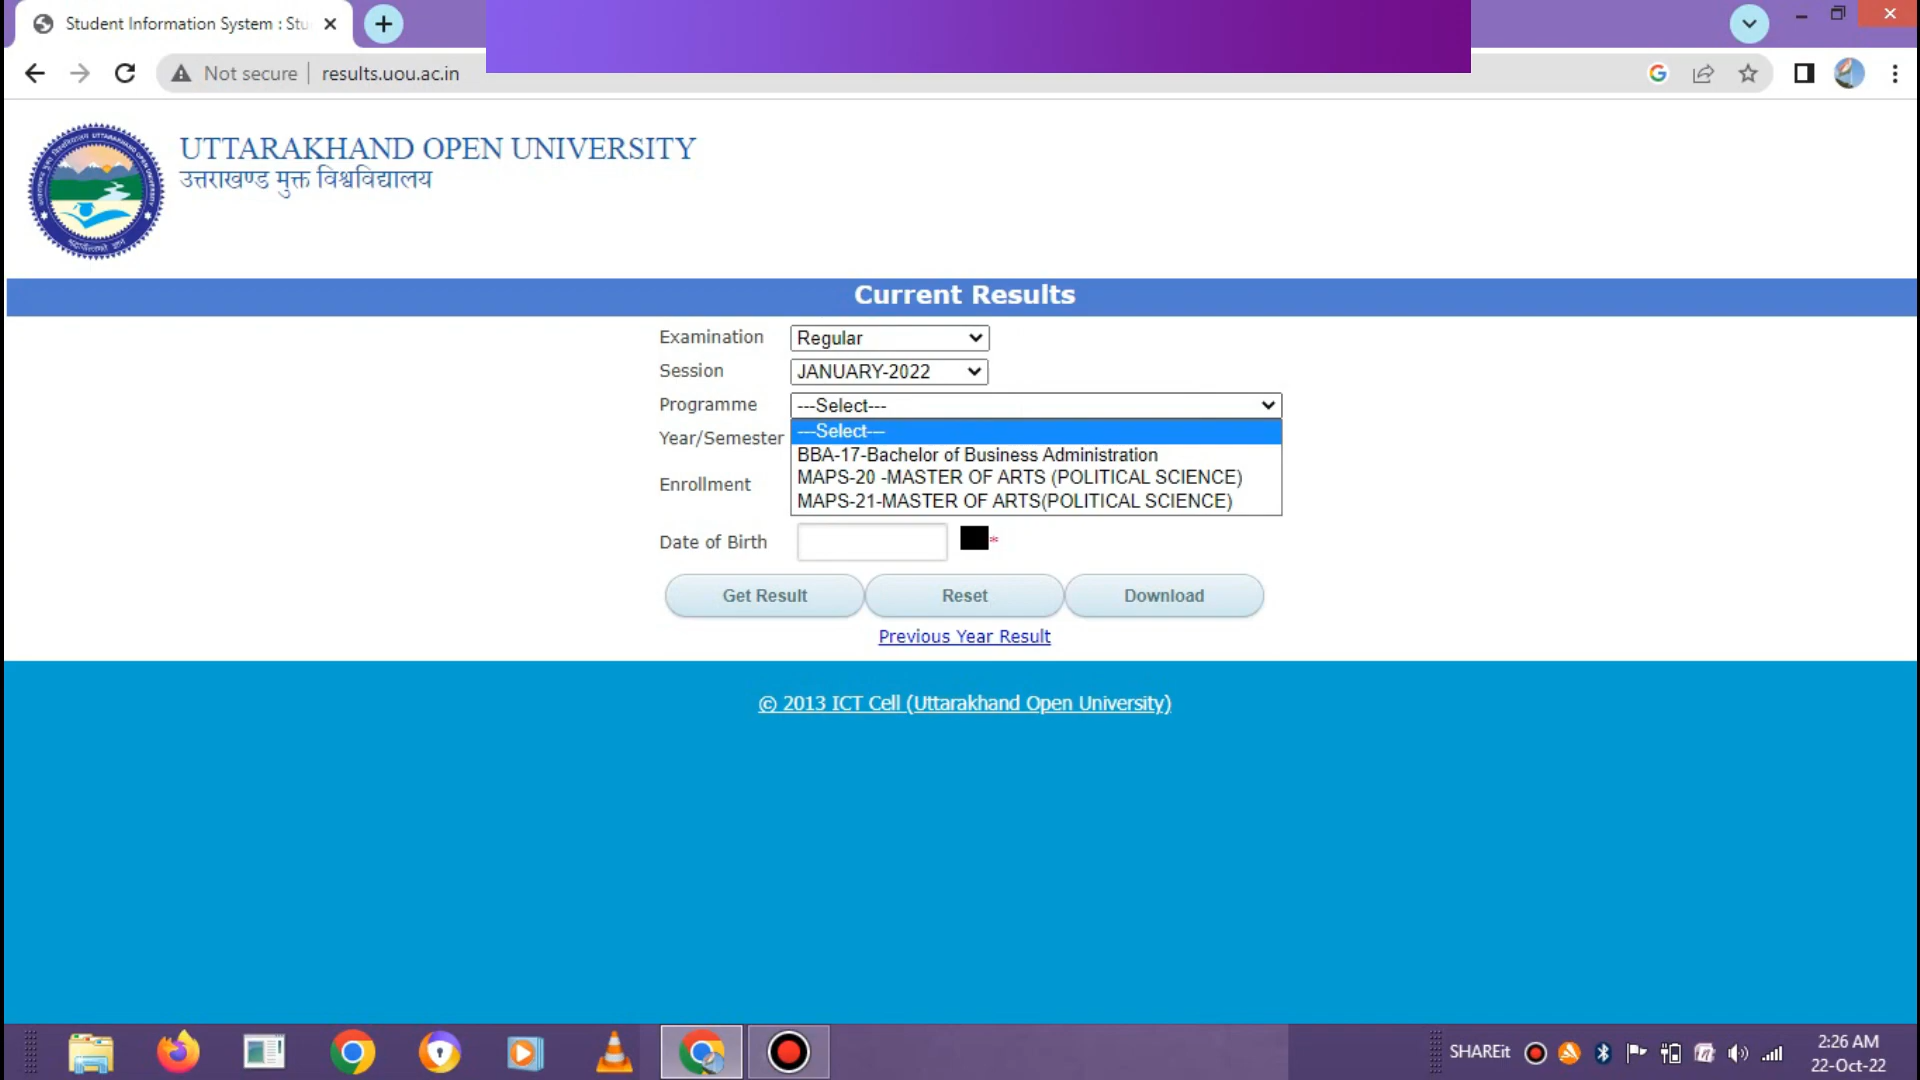 Student Information System : Stu
Not secure
results.uou.ac.in
UTTARAKHAND OPEN UNIVERSITY
उत्तराखण्ड मुक्त विश्वविद्यालय
Current Results
Examination Regular
Session JANUARY-2022
Programme ---Select---
Year/Semester ---Select---
BBA-17-Bachelor of Business Administration
MAPS-20 -MASTER OF ARTS (POLITICAL SCIENCE)
Enrollment
MAPS-21-MASTER OF ARTS(POLITICAL SCIENCE)
Date of Birth *
Get Result Reset Download
Previous Year Result
© 2013 ICT Cell (Uttarakhand Open University)
SHAREit
2:26 AM
22-Oct-22